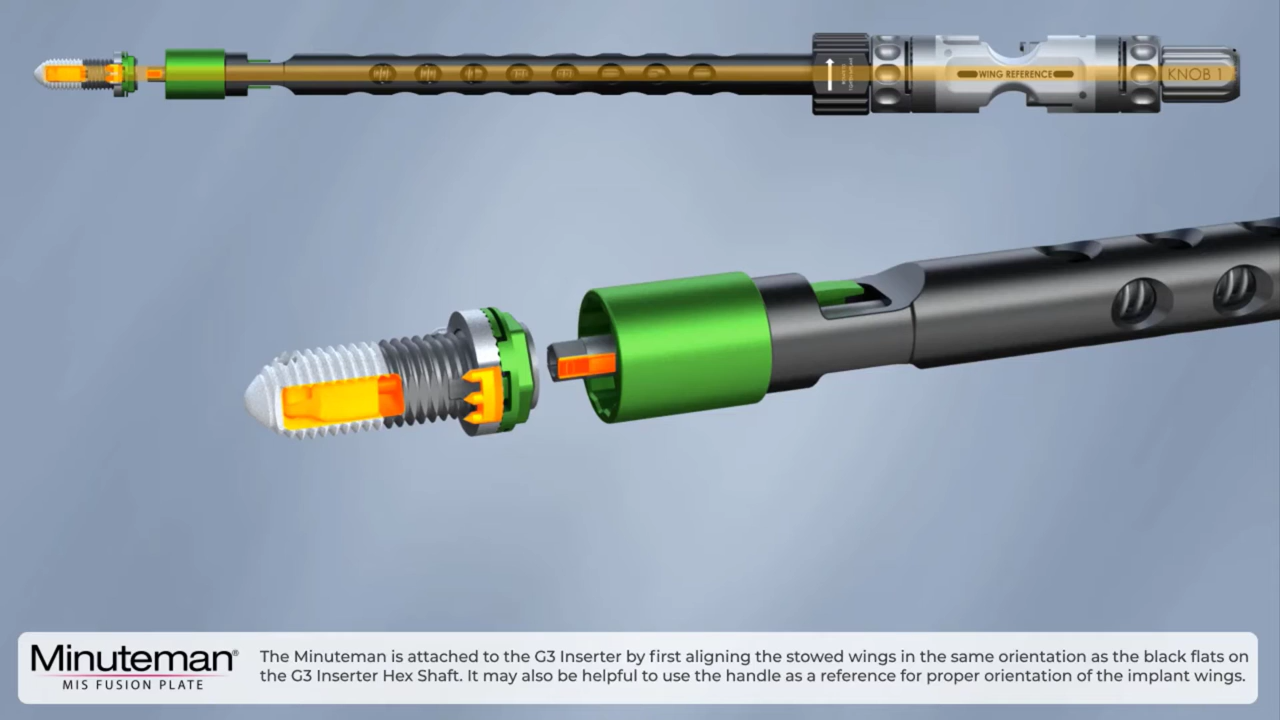 WING REFERENCE
KNOB 1
Minuteman®
MIS FUSION PLATE
The Minuteman is attached to the G3 Inserter by first aligning the stowed wings in the same orientation as the black flats on
the G3 Inserter Hex Shaft. It may also be helpful to use the handle as a reference for proper orientation of the implant wings.